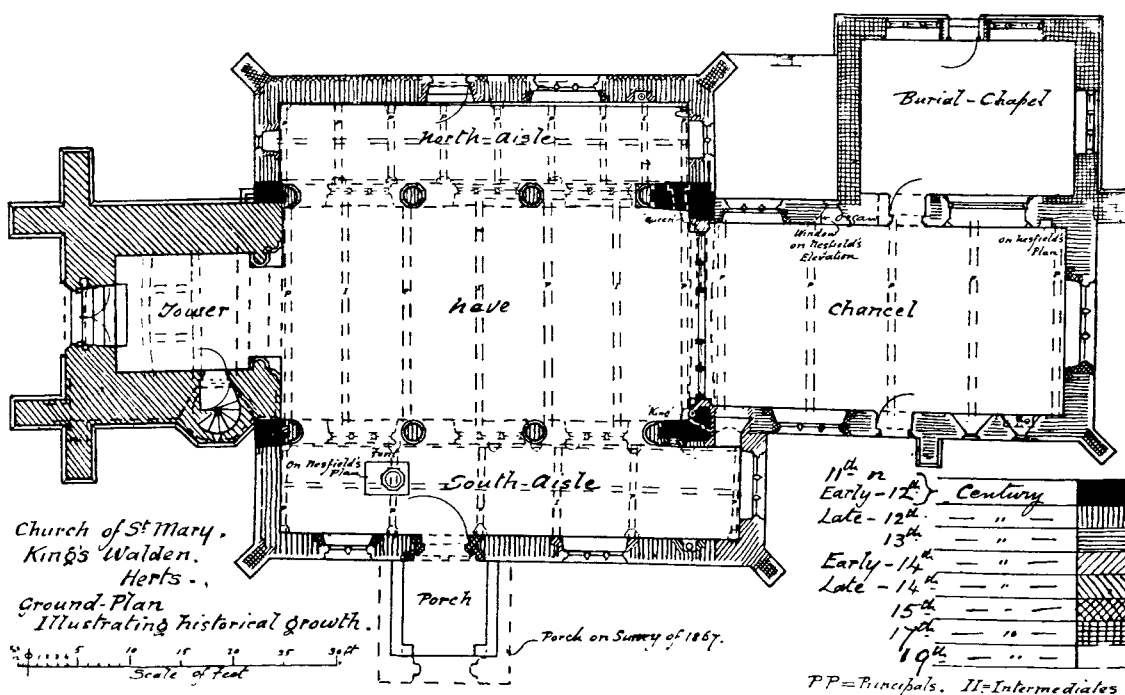 Burial-Chapel
North-Aisle
"Queen"
Organ
Window
on Nesfield's
Elevation
on Nesfield's
Plan
Tower
Nave
Chancel
"King"
Font
On Nesfield's
Plan
South-Aisle
Porch
Porch on Survey of 1867.
Church of St Mary.
King's Walden.
Herts.
Ground-Plan
Illustrating historical growth.
5 10 15 20 25 30 ft
Scale of Feet
11th
Early-12th } Century
Late-12th — " —
13th — " —
Early-14th — " —
Late-14th — " —
15th — " —
17th — " —
19th — " —
PP=Principals. II=Intermediates